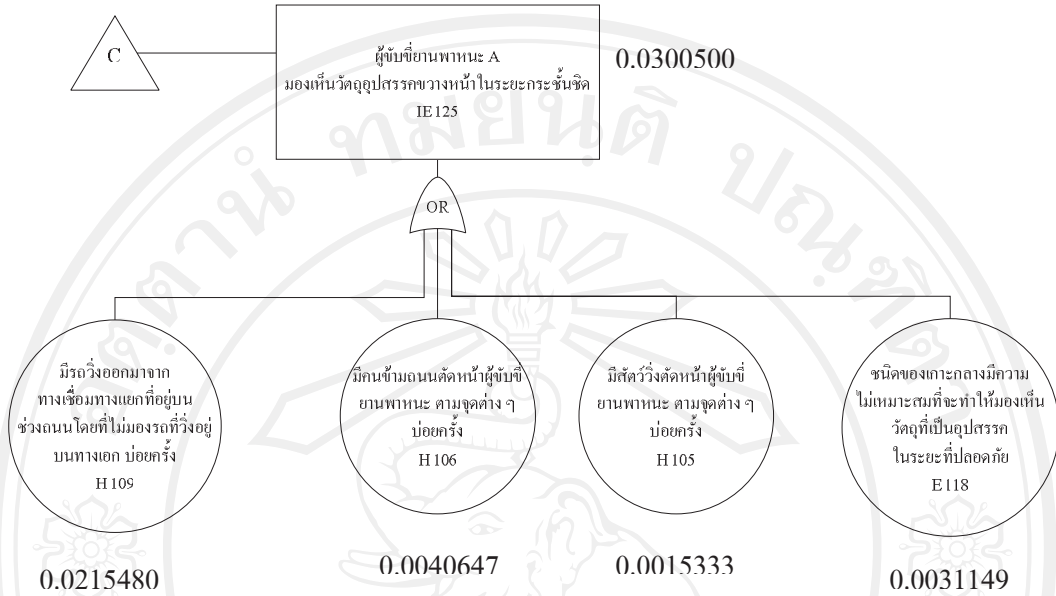 C
ผู้ขับขี่ยานพาหนะ A
มองเห็นวัตถุอุปสรรคขวางหน้าในระยะกระชั้นชิด
IE125
0.0300500
OR
มีรถวิ่งออกมาจาก
ทางเชื่อมทางแยกที่อยู่บน
ช่วงถนนโดยที่ไม่มองรถที่วิ่งอยู่
บนทางเอก บ่อยครั้ง
H109
มีคนข้ามถนนตัดหน้าผู้ขับขี่
ยานพาหนะ ตามจุดต่าง ๆ
บ่อยครั้ง
H106
มีสัตว์วิ่งตัดหน้าผู้ขับขี่
ยานพาหนะ ตามจุดต่าง ๆ
บ่อยครั้ง
H105
ชนิดของเกาะกลางมีความ
ไม่เหมาะสมที่จะทำให้มองเห็น
วัตถุที่เป็นอุปสรรค
ในระยะที่ปลอดภัย
E118
0.0215480
0.0040647
0.0015333
0.0031149